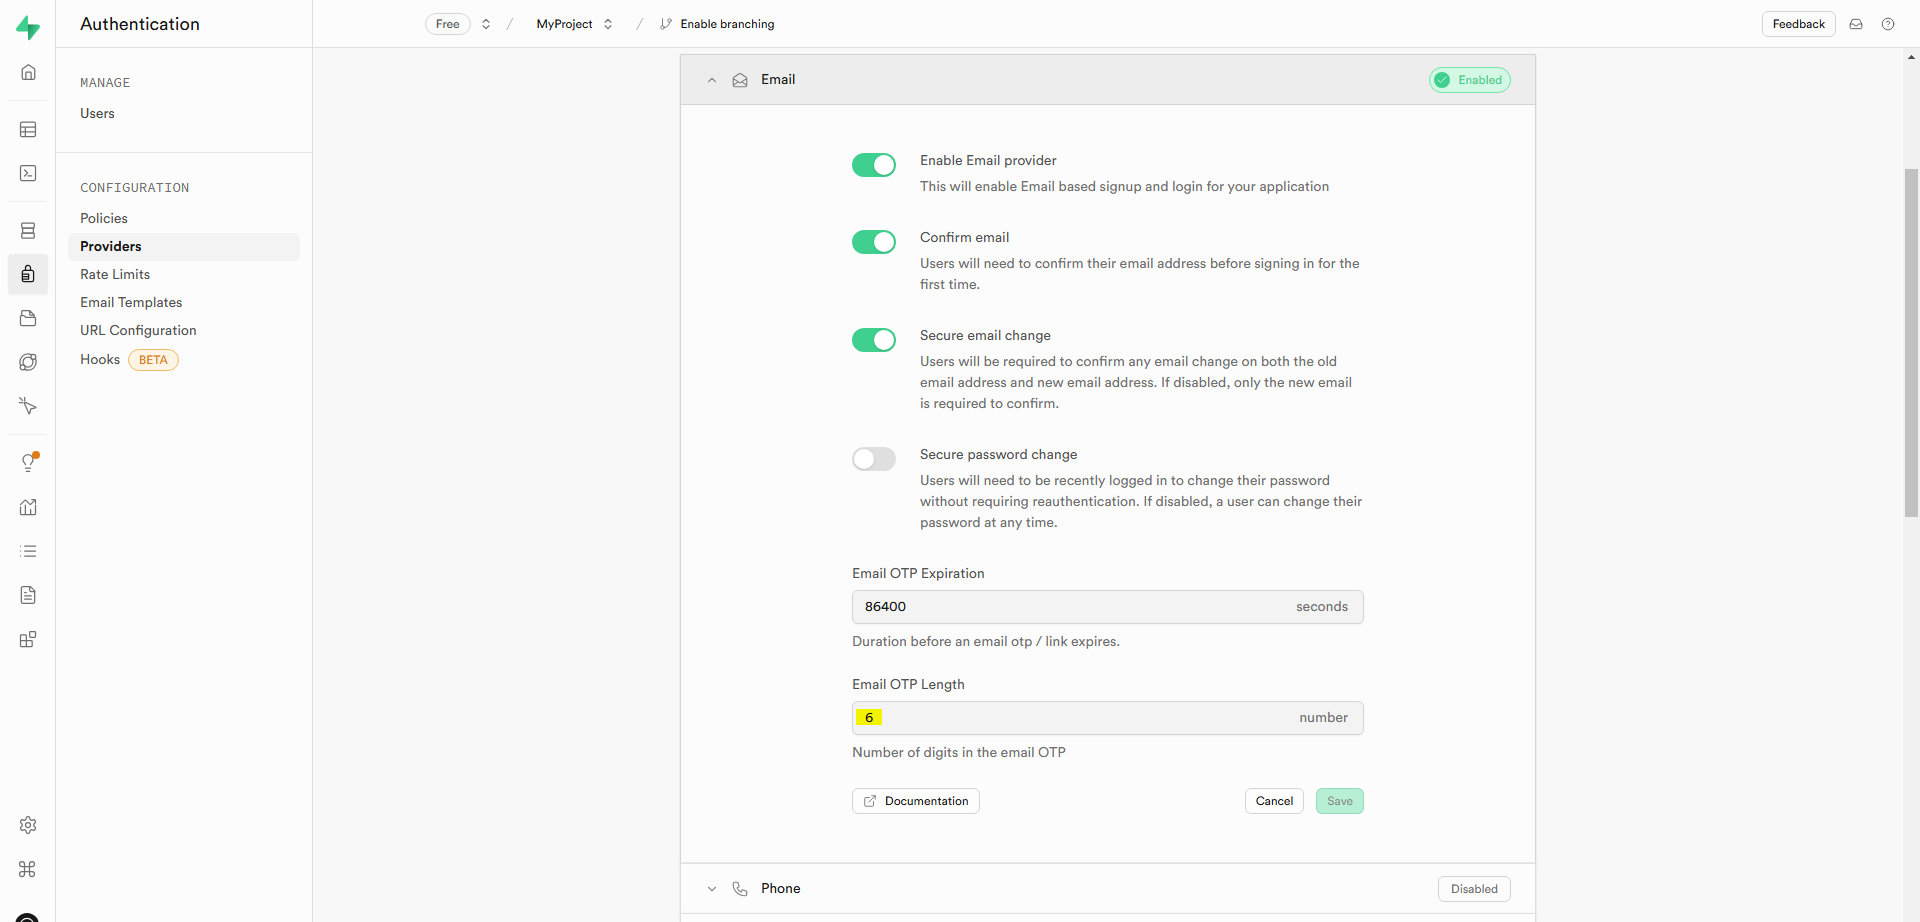 Authentication
Free / MyProject / Enable branching
Feedback
MANAGE
Users
CONFIGURATION
Policies
Providers
Rate Limits
Email Templates
URL Configuration
Hooks BETA
Email
Enabled
Enable Email provider
This will enable Email based signup and login for your application
Confirm email
Users will need to confirm their email address before signing in for the
first time.
Secure email change
Users will be required to confirm any email change on both the old
email address and new email address. If disabled, only the new email
is required to confirm.
Secure password change
Users will need to be recently logged in to change their password
without requiring reauthentication. If disabled, a user can change their
password at any time.
Email OTP Expiration
86400 seconds
Duration before an email otp / link expires.
Email OTP Length
6 number
Number of digits in the email OTP
Documentation
Cancel
Save
Phone
Disabled